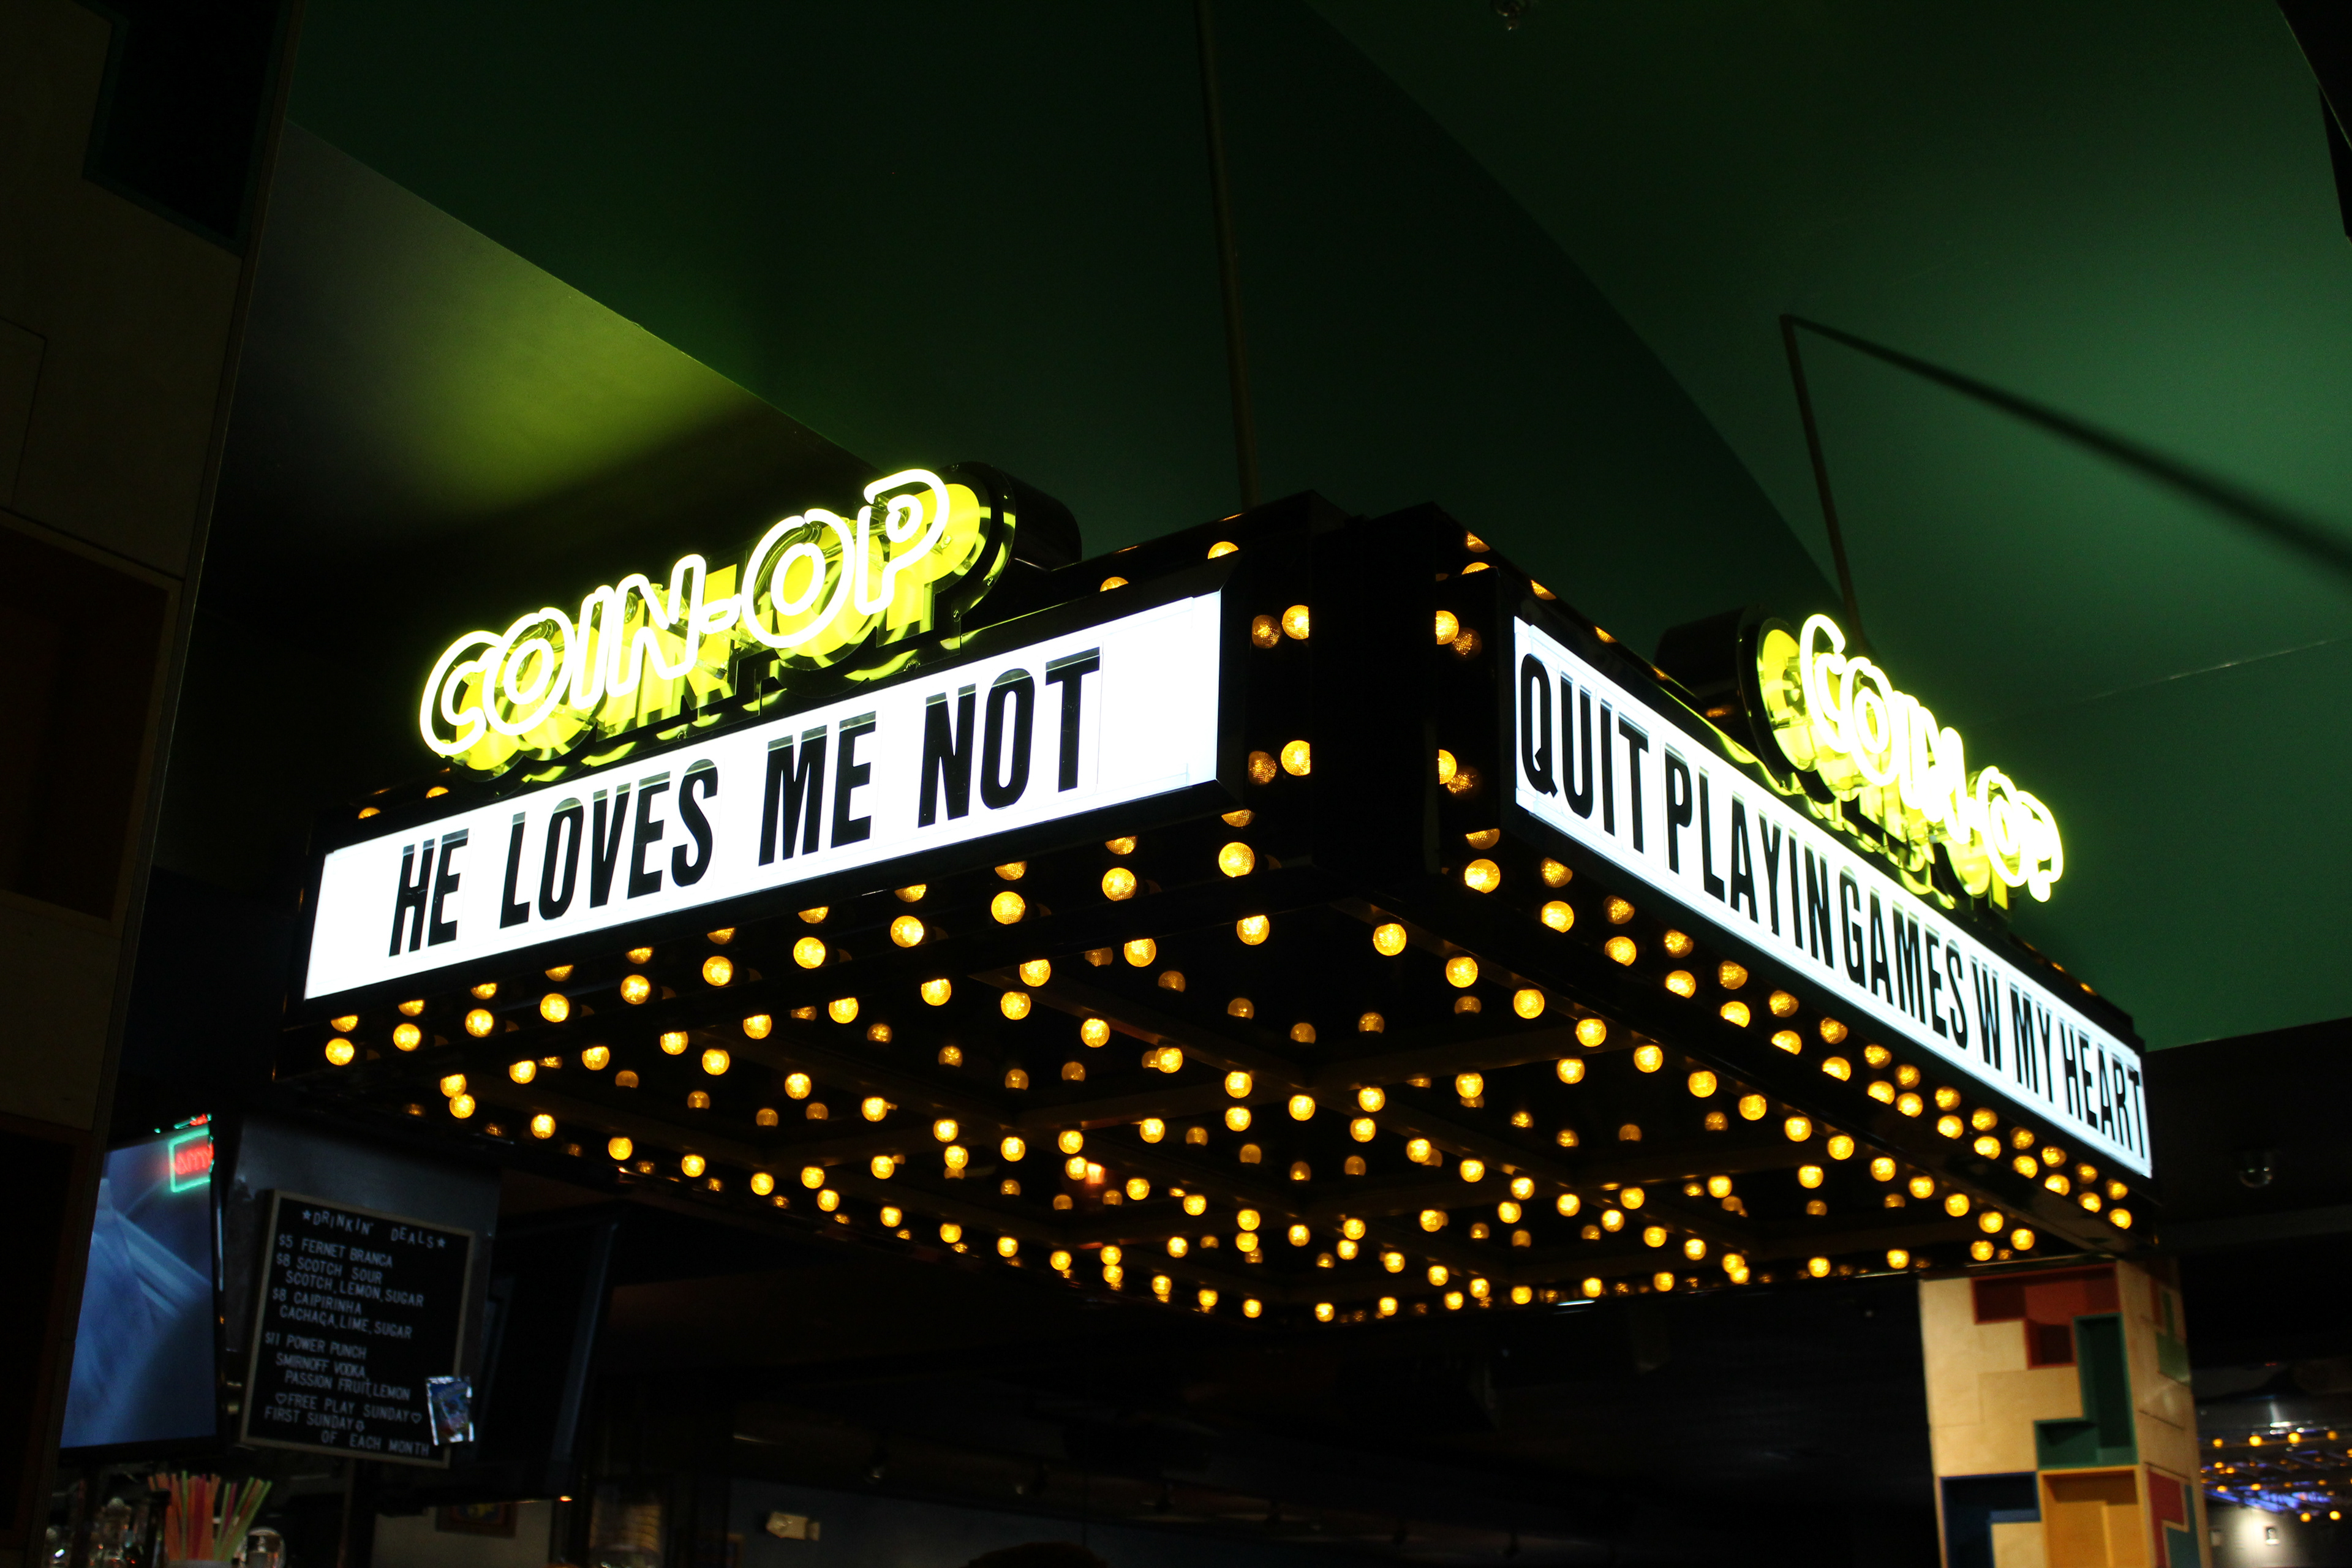 COIN-OP
HE LOVES ME NOT
COIN-OP
QUIT PLAYIN GAMES W MY HEART
★DRINKIN' DEALS★
$5 FERNET BRANCA
$8 SCOTCH SOUR
SCOTCH, LEMON, SUGAR
$8 CAIPIRINHA
CACHAÇA, LIME, SUGAR
$11 POWER PUNCH
SMIRNOFF VODKA,
PASSION FRUIT, LEMON
♡FREE PLAY SUNDAY♡
FIRST SUNDAY
OF EACH MONTH